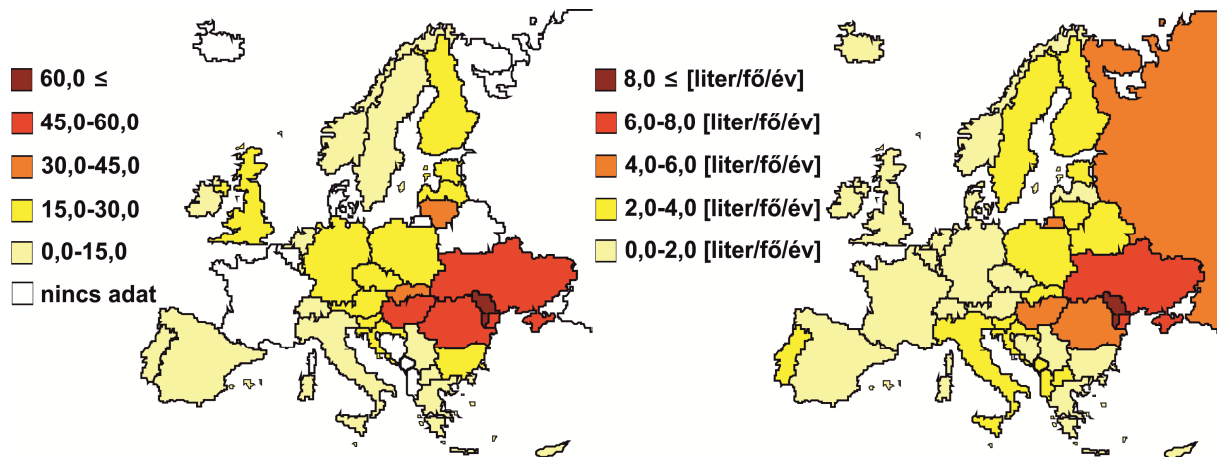 60,0 ≤
45,0-60,0
30,0-45,0
15,0-30,0
0,0-15,0
nincs adat
8,0 ≤ [liter/fő/év]
6,0-8,0 [liter/fő/év]
4,0-6,0 [liter/fő/év]
2,0-4,0 [liter/fő/év]
0,0-2,0 [liter/fő/év]